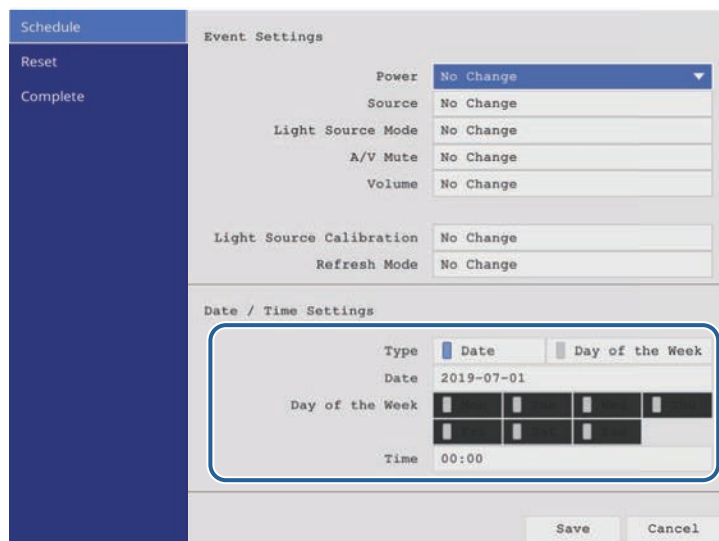 Schedule
Reset
Complete
Event Settings
Power No Change
Source No Change
Light Source Mode No Change
A/V Mute No Change
Volume No Change
Light Source Calibration No Change
Refresh Mode No Change
Date / Time Settings
Type Date Day of the Week
Date 2019-07-01
Day of the Week
Time 00:00
Save Cancel